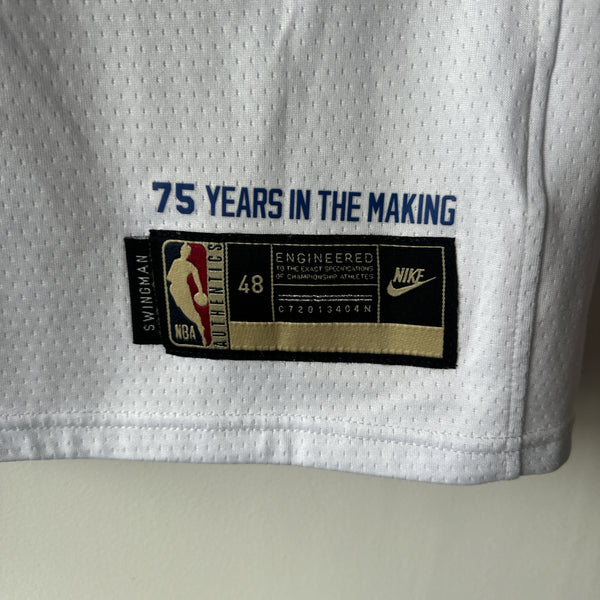 75 YEARS IN THE MAKING
SWINGMAN
NBA
AUTHENTICS
48
ENGINEERED
TO THE EXACT SPECIFICATIONS
OF CHAMPIONSHIP ATHLETES
C72013404N
NIKE